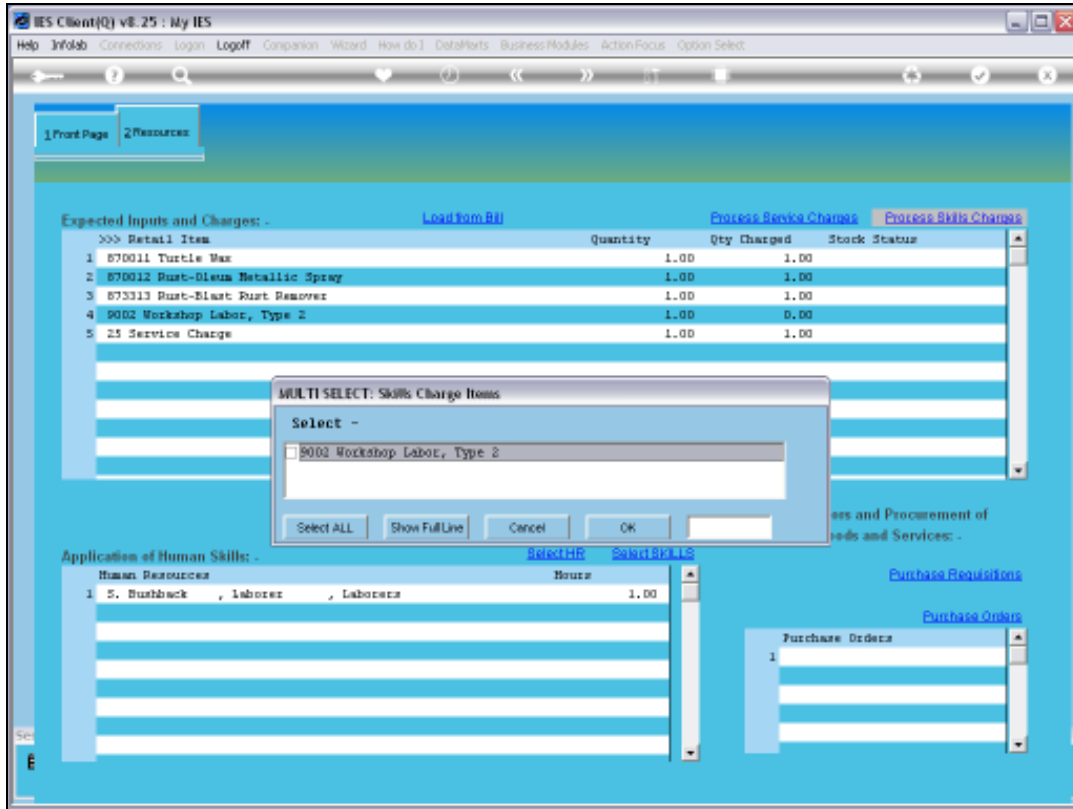 IES Client(Q) v8.25 : My IES
Help Infolab Connections Logon Logoff Companion Wizard How do I DataMarts Business Modules Action Focus Option Select
1 Front Page 2 Resources
Expected Inputs and Charges: - Load from Bill Process Service Charges Process Skills Charges
>>> Retail Item Quantity Qty Charged Stock Status
1 870011 Turtle Wax 1.00 1.00
2 870012 Rust-Oleum Metallic Spray 1.00 1.00
3 873313 Rust-Blast Rust Remover 1.00 1.00
4 9002 Workshop Labor, Type 2 1.00 0.00
5 25 Service Charge 1.00 1.00
MULTI SELECT: Skills Charge Items
Select -
9002 Workshop Labor, Type 2
Select ALL Show Full Line Cancel OK
ors and Procurement of
oods and Services: -
Application of Human Skills: - Select HR Select SKILLS
Human Resources Hours
Purchase Requisitions
1 S. Bushback , laborer , Laborers 1.00
Purchase Orders
Purchase Orders
1